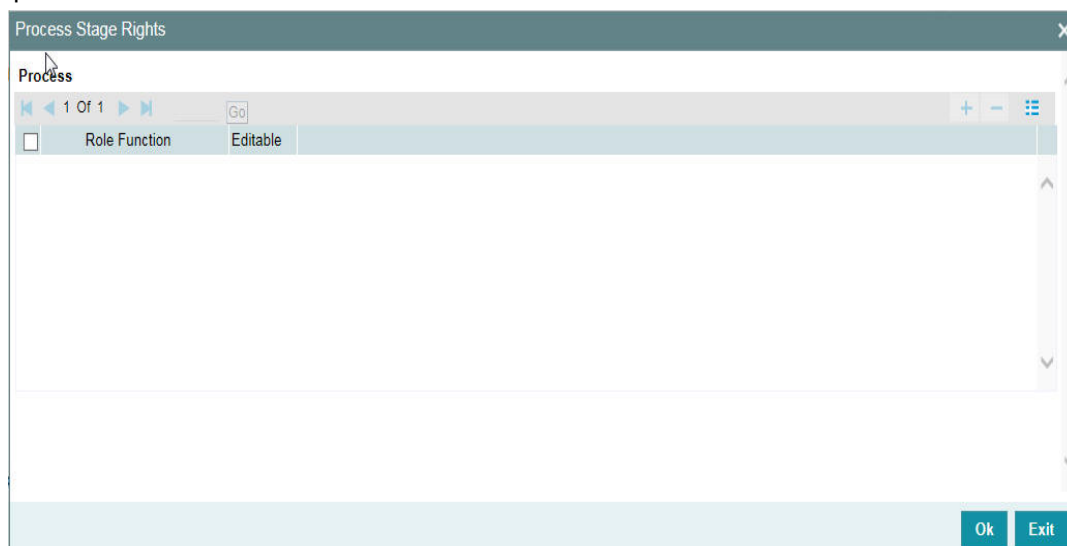 Process Stage Rights
Process
1 Of 1 Go
Role Function Editable
Ok Exit